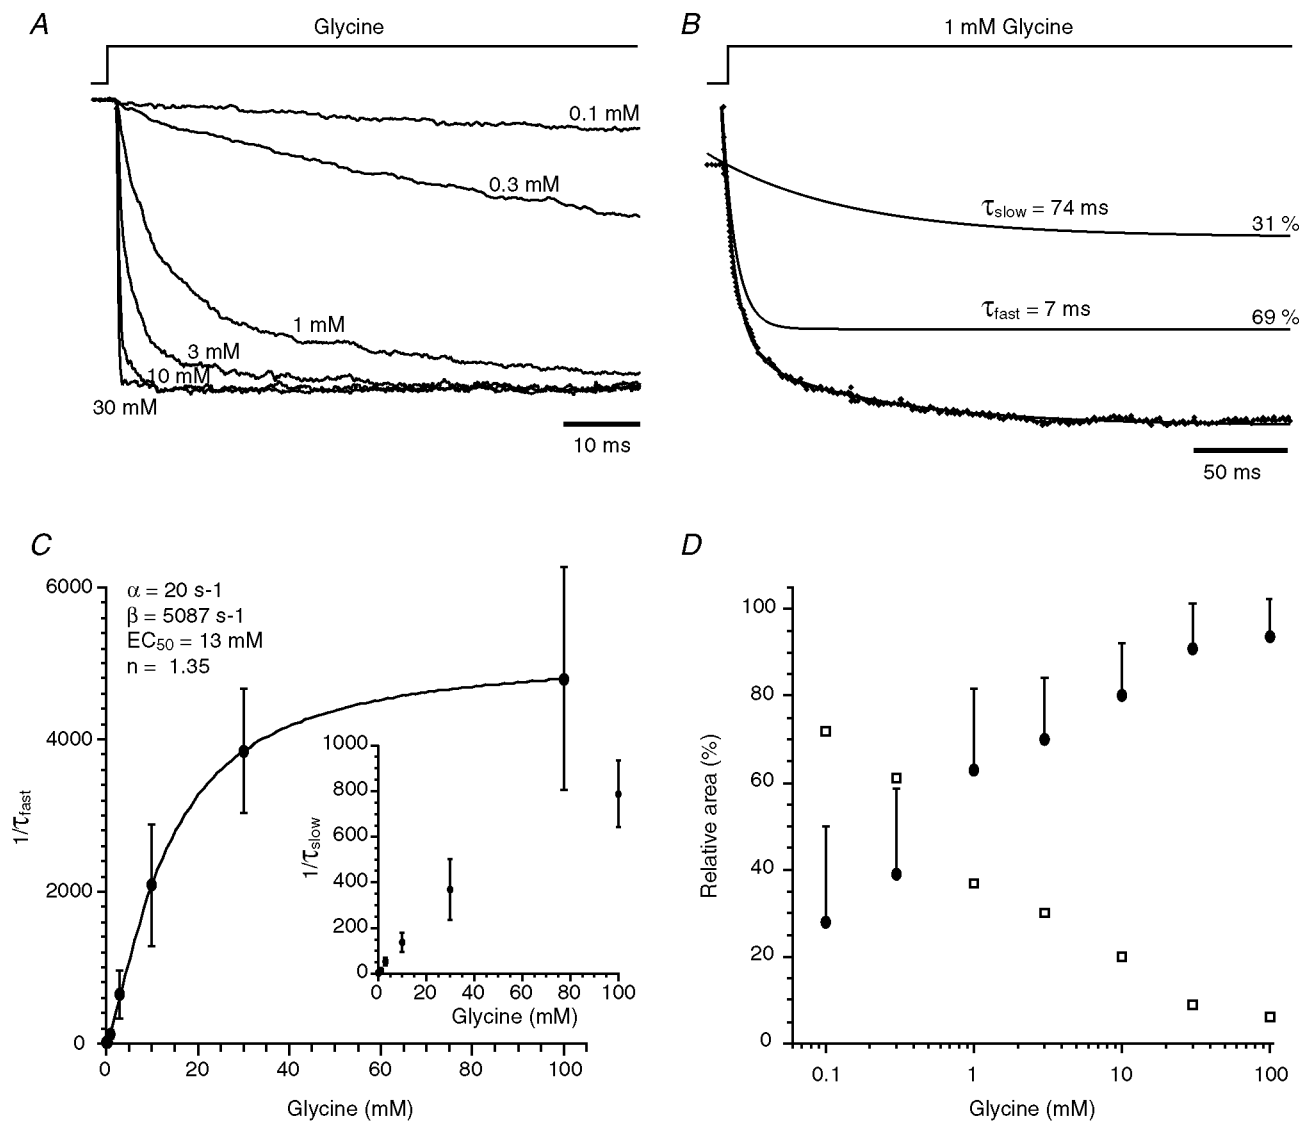 A
Glycine
0.1 mM
0.3 mM
1 mM
3 mM
10 mM
30 mM
10 ms
B
1 mM Glycine
τslow = 74 ms
31 %
τfast = 7 ms
69 %
50 ms
C
α = 20 s-1
β = 5087 s-1
EC50 = 13 mM
n = 1.35
1/τfast
6000
4000
2000
0
0 20 40 60 80 100
Glycine (mM)
1/τslow
1000
800
600
400
200
0
0 20 40 60 80 100
Glycine (mM)
D
Relative area (%)
100
80
60
40
20
0
0.1 1 10 100
Glycine (mM)